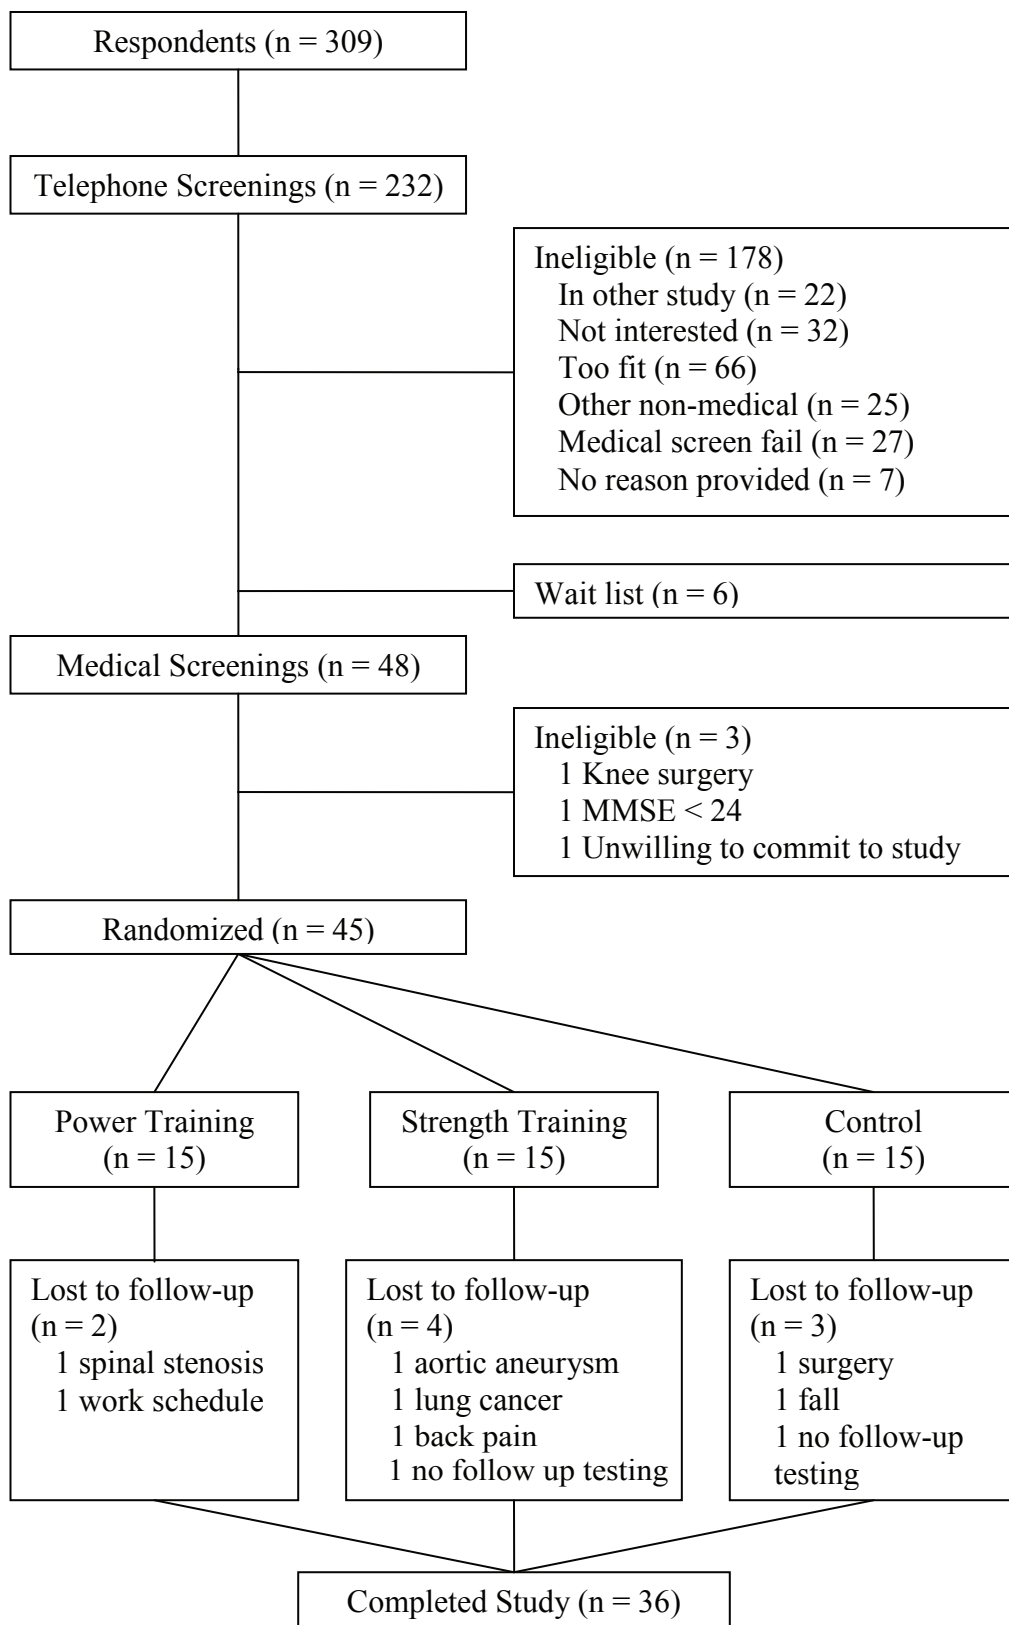 Respondents (n = 309)
Telephone Screenings (n = 232)
Ineligible (n = 178)
In other study (n = 22)
Not interested (n = 32)
Too fit (n = 66)
Other non-medical (n = 25)
Medical screen fail (n = 27)
No reason provided (n = 7)
Wait list (n = 6)
Medical Screenings (n = 48)
Ineligible (n = 3)
1 Knee surgery
1 MMSE < 24
1 Unwilling to commit to study
Randomized (n = 45)
Power Training
(n = 15)
Strength Training
(n = 15)
Control
(n = 15)
Lost to follow-up
(n = 2)
1 spinal stenosis
1 work schedule
Lost to follow-up
(n = 4)
1 aortic aneurysm
1 lung cancer
1 back pain
1 no follow up testing
Lost to follow-up
(n = 3)
1 surgery
1 fall
1 no follow-up
testing
Completed Study (n = 36)